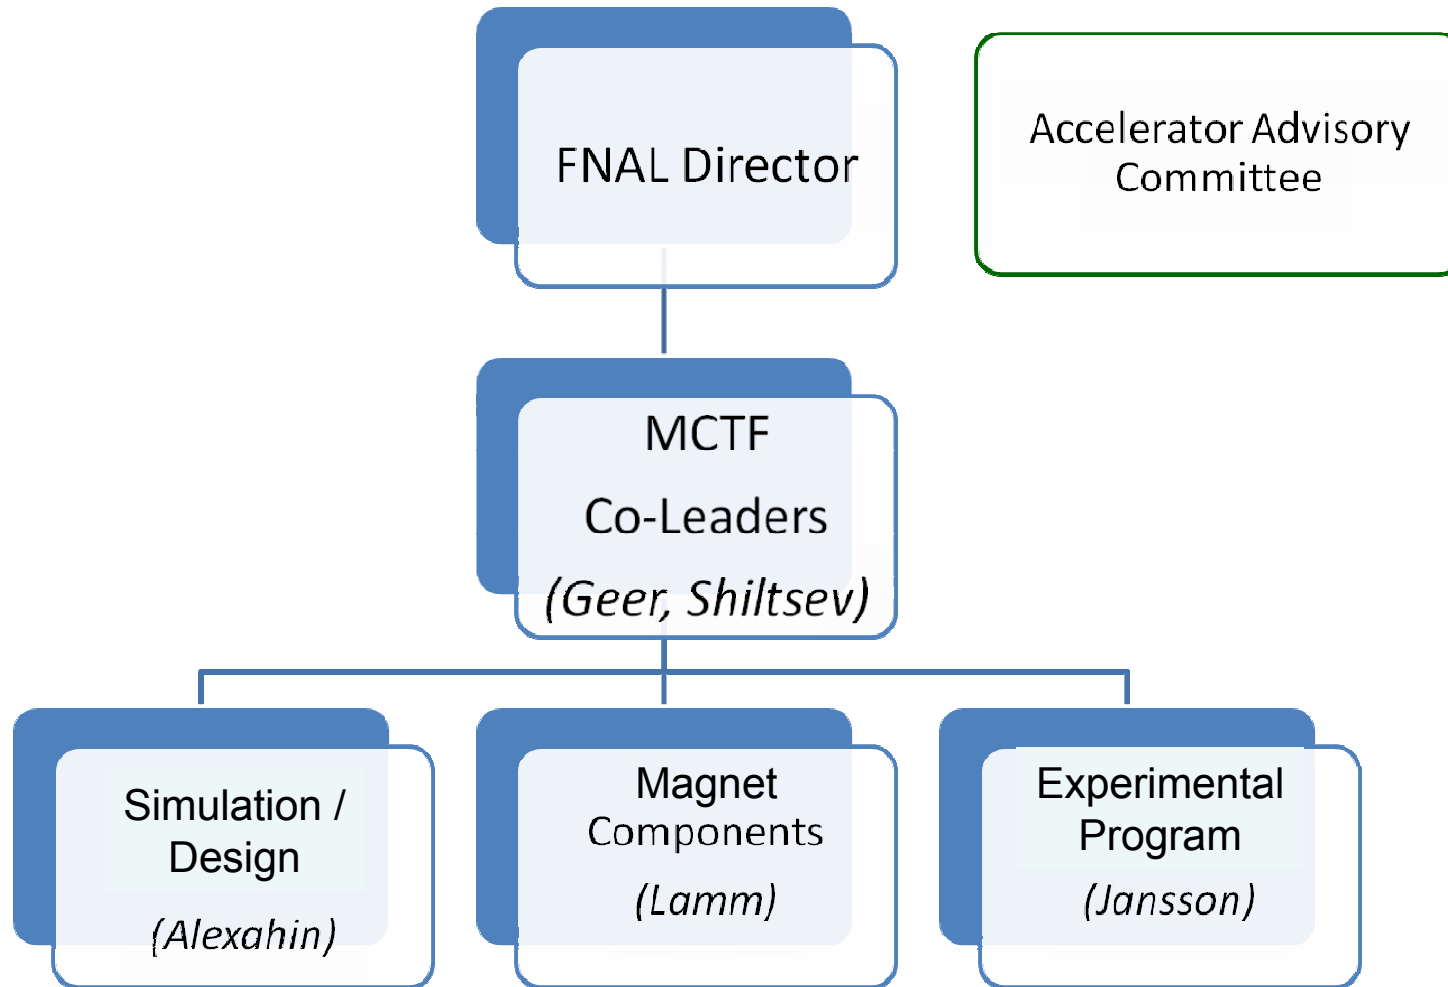 FNAL Director
Accelerator Advisory
Committee
MCTF
Co-Leaders
(Geer, Shiltsev)
Simulation /
Design
(Alexahin)
Magnet
Components
(Lamm)
Experimental
Program
(Jansson)